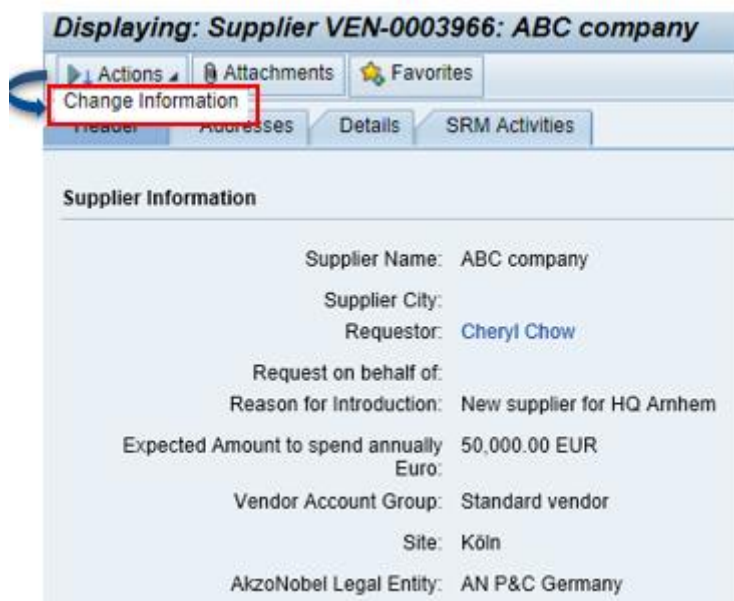 Displaying: Supplier VEN-0003966: ABC company
Actions Attachments Favorites
Change Information
Header Addresses Details SRM Activities
Supplier Information
Supplier Name: ABC company
Supplier City:
Requestor: Cheryl Chow
Request on behalf of:
Reason for Introduction: New supplier for HQ Arnhem
Expected Amount to spend annually 50,000.00 EUR
Euro:
Vendor Account Group: Standard vendor
Site: Köln
AkzoNobel Legal Entity: AN P&C Germany